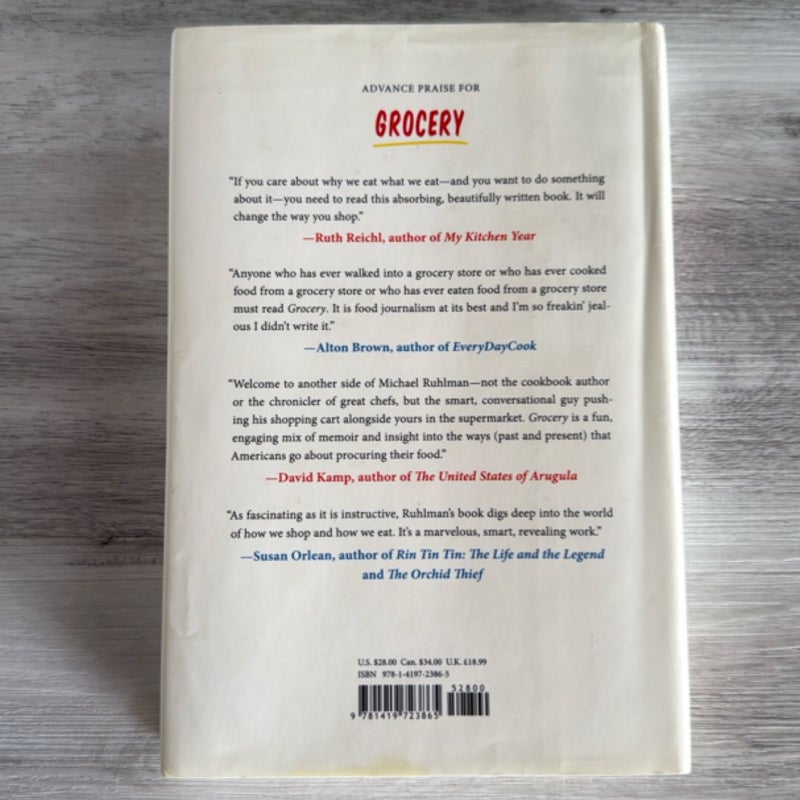 ADVANCE PRAISE FOR
GROCERY
“If you care about why we eat what we eat—and you want to do something
about it—you need to read this absorbing, beautifully written book. It will
change the way you shop.”
—Ruth Reichl, author of My Kitchen Year
“Anyone who has ever walked into a grocery store or who has ever cooked
food from a grocery store or who has ever eaten food from a grocery store
must read Grocery. It is food journalism at its best and I’m so freakin’ jeal-
ous I didn’t write it.”
—Alton Brown, author of EveryDayCook
“Welcome to another side of Michael Ruhlman—not the cookbook author
or the chronicler of great chefs, but the smart, conversational guy push-
ing his shopping cart alongside yours in the supermarket. Grocery is a fun,
engaging mix of memoir and insight into the ways (past and present) that
Americans go about procuring their food.”
—David Kamp, author of The United States of Arugula
“As fascinating as it is instructive, Ruhlman’s book digs deep into the world
of how we shop and how we eat. It’s a marvelous, smart, revealing work.”
—Susan Orlean, author of Rin Tin Tin: The Life and the Legend
and The Orchid Thief
U.S. $28.00 Can. $34.00 U.K. £18.99
ISBN 978-1-4197-2386-5
52800
9 781419 723865